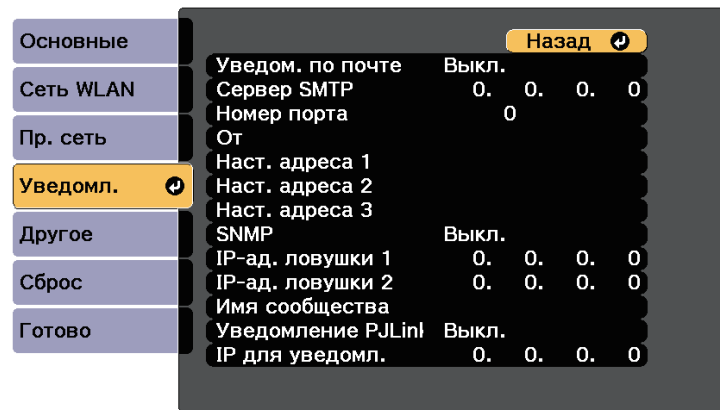 Основные
Сеть WLAN
Пр. сеть
Уведомл.
Другое
Сброс
Готово
Назад
Уведом. по почте Выкл.
Сервер SMTP 0. 0. 0. 0
Номер порта 0
От
Наст. адреса 1
Наст. адреса 2
Наст. адреса 3
SNMP Выкл.
IP-ад. ловушки 1 0. 0. 0. 0
IP-ад. ловушки 2 0. 0. 0. 0
Имя сообщества
Уведомление PJLink Выкл.
IP для уведомл. 0. 0. 0. 0